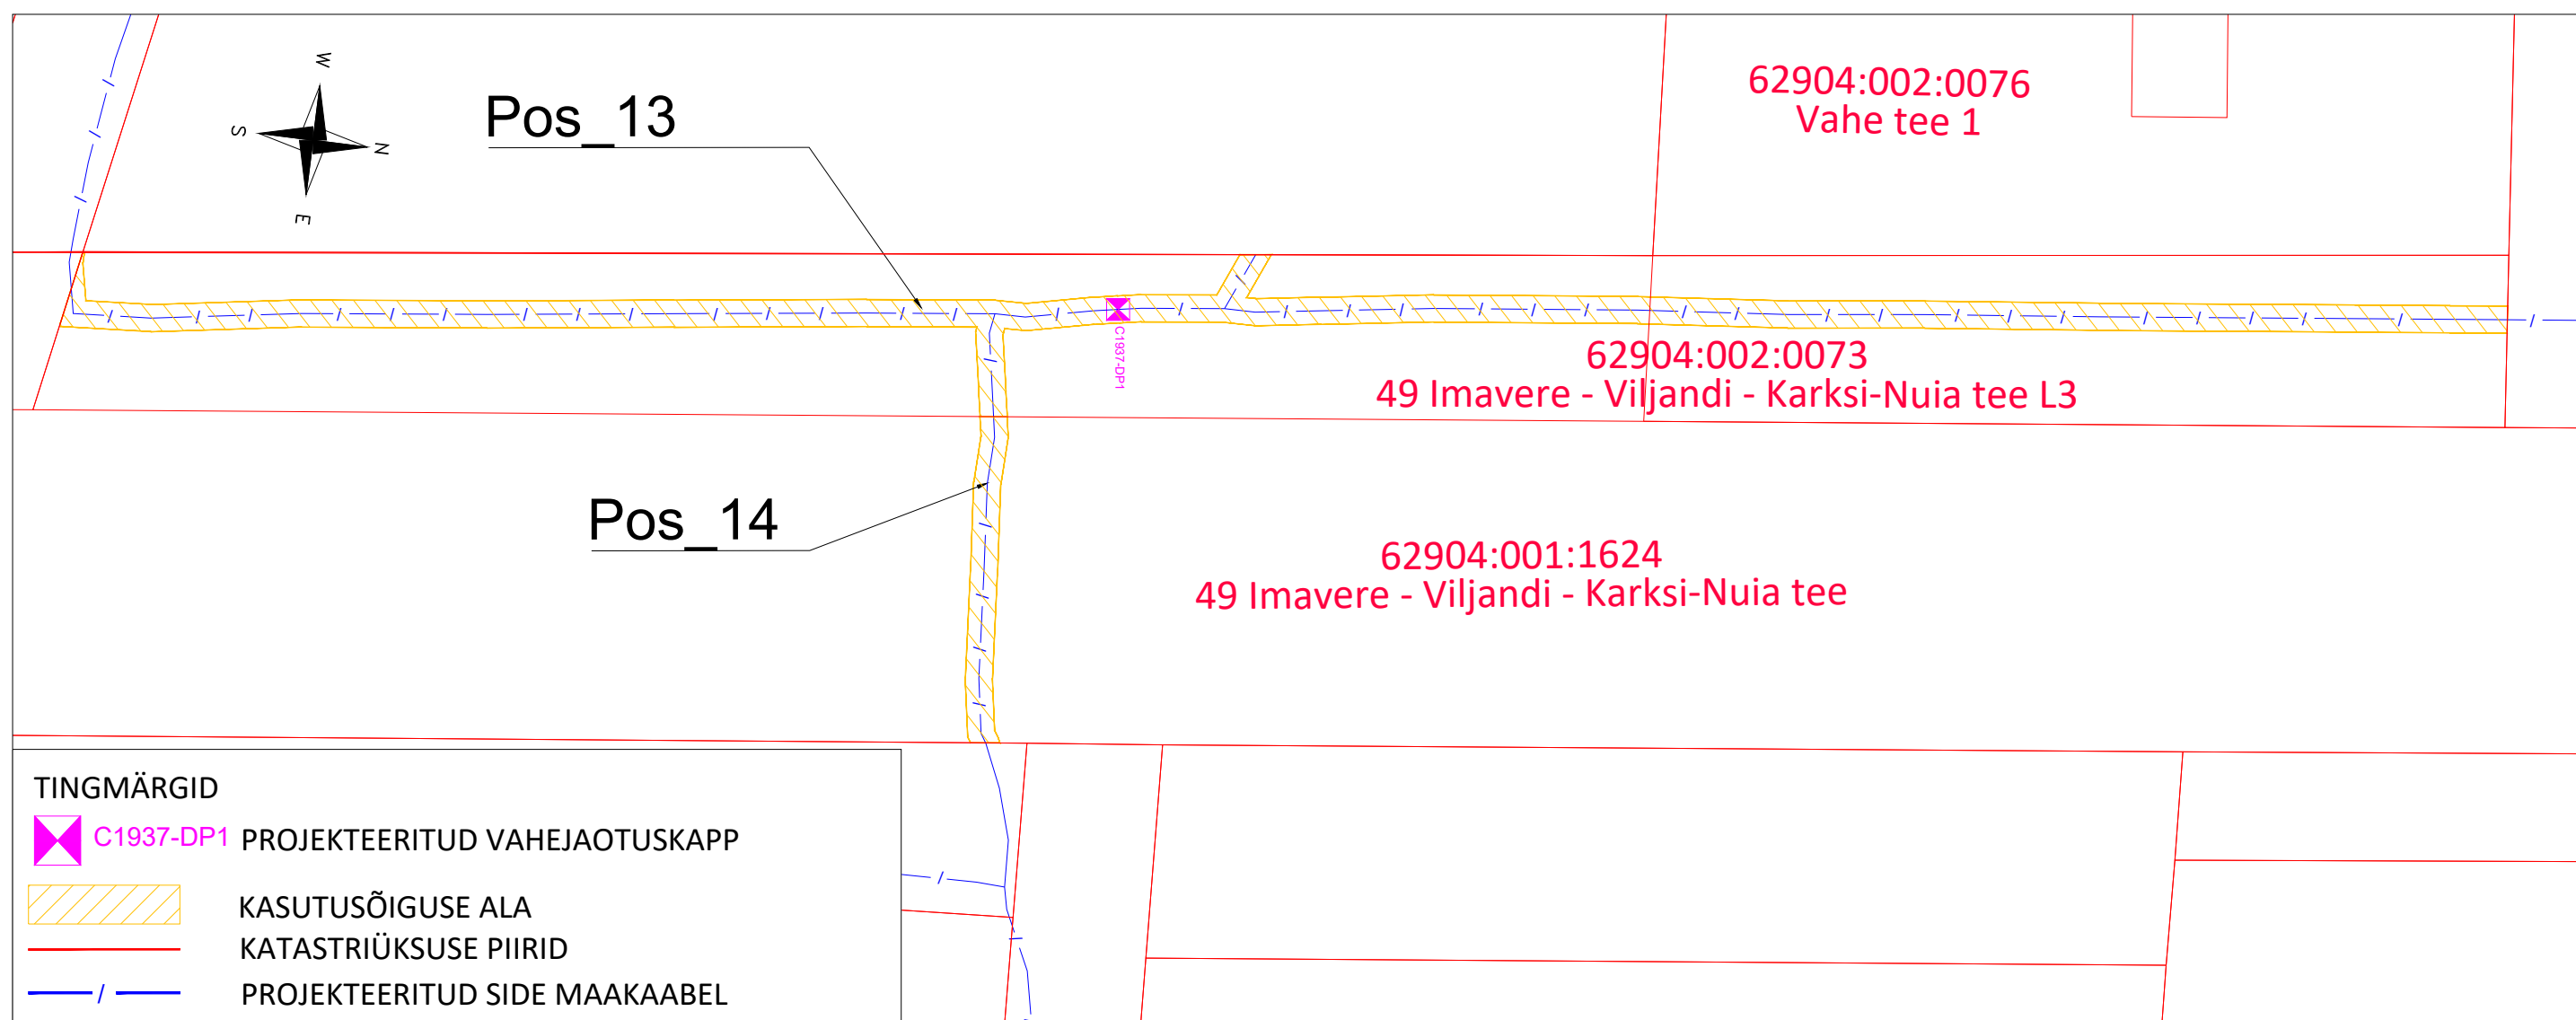 W
S
N
E
Pos_13
62904:002:0076
Vahe tee 1
C1937-DP1
62904:002:0073
49 Imavere - Viljandi - Karksi-Nuia tee L3
Pos_14
62904:001:1624
49 Imavere - Viljandi - Karksi-Nuia tee
TINGMÄRGID
C1937-DP1 PROJEKTEERITUD VAHEJAOTUSKAPP
KASUTUSÕIGUSE ALA
KATASTRIÜKSUSE PIIRID
PROJEKTEERITUD SIDE MAAKAABEL